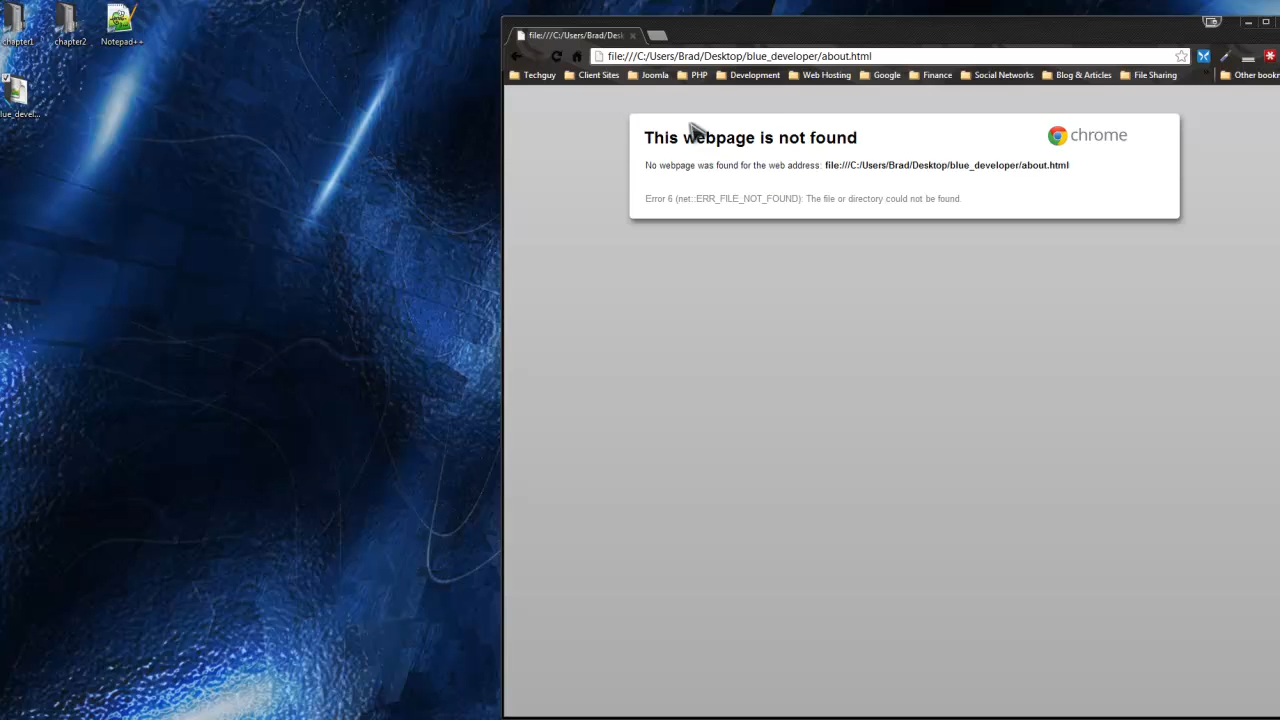 chapter1
chapter2
Notepad++
lue_devel...
file:///C:/Users/Brad/Desk
file:///C:/Users/Brad/Desktop/blue_developer/about.html
Techguy
Client Sites
Joomla
PHP
Development
Web Hosting
Google
Finance
Social Networks
Blog & Articles
File Sharing
»
Other bookm
This webpage is not found
chrome
No webpage was found for the web address: file:///C:/Users/Brad/Desktop/blue_developer/about.html
Error 6 (net::ERR_FILE_NOT_FOUND): The file or directory could not be found.